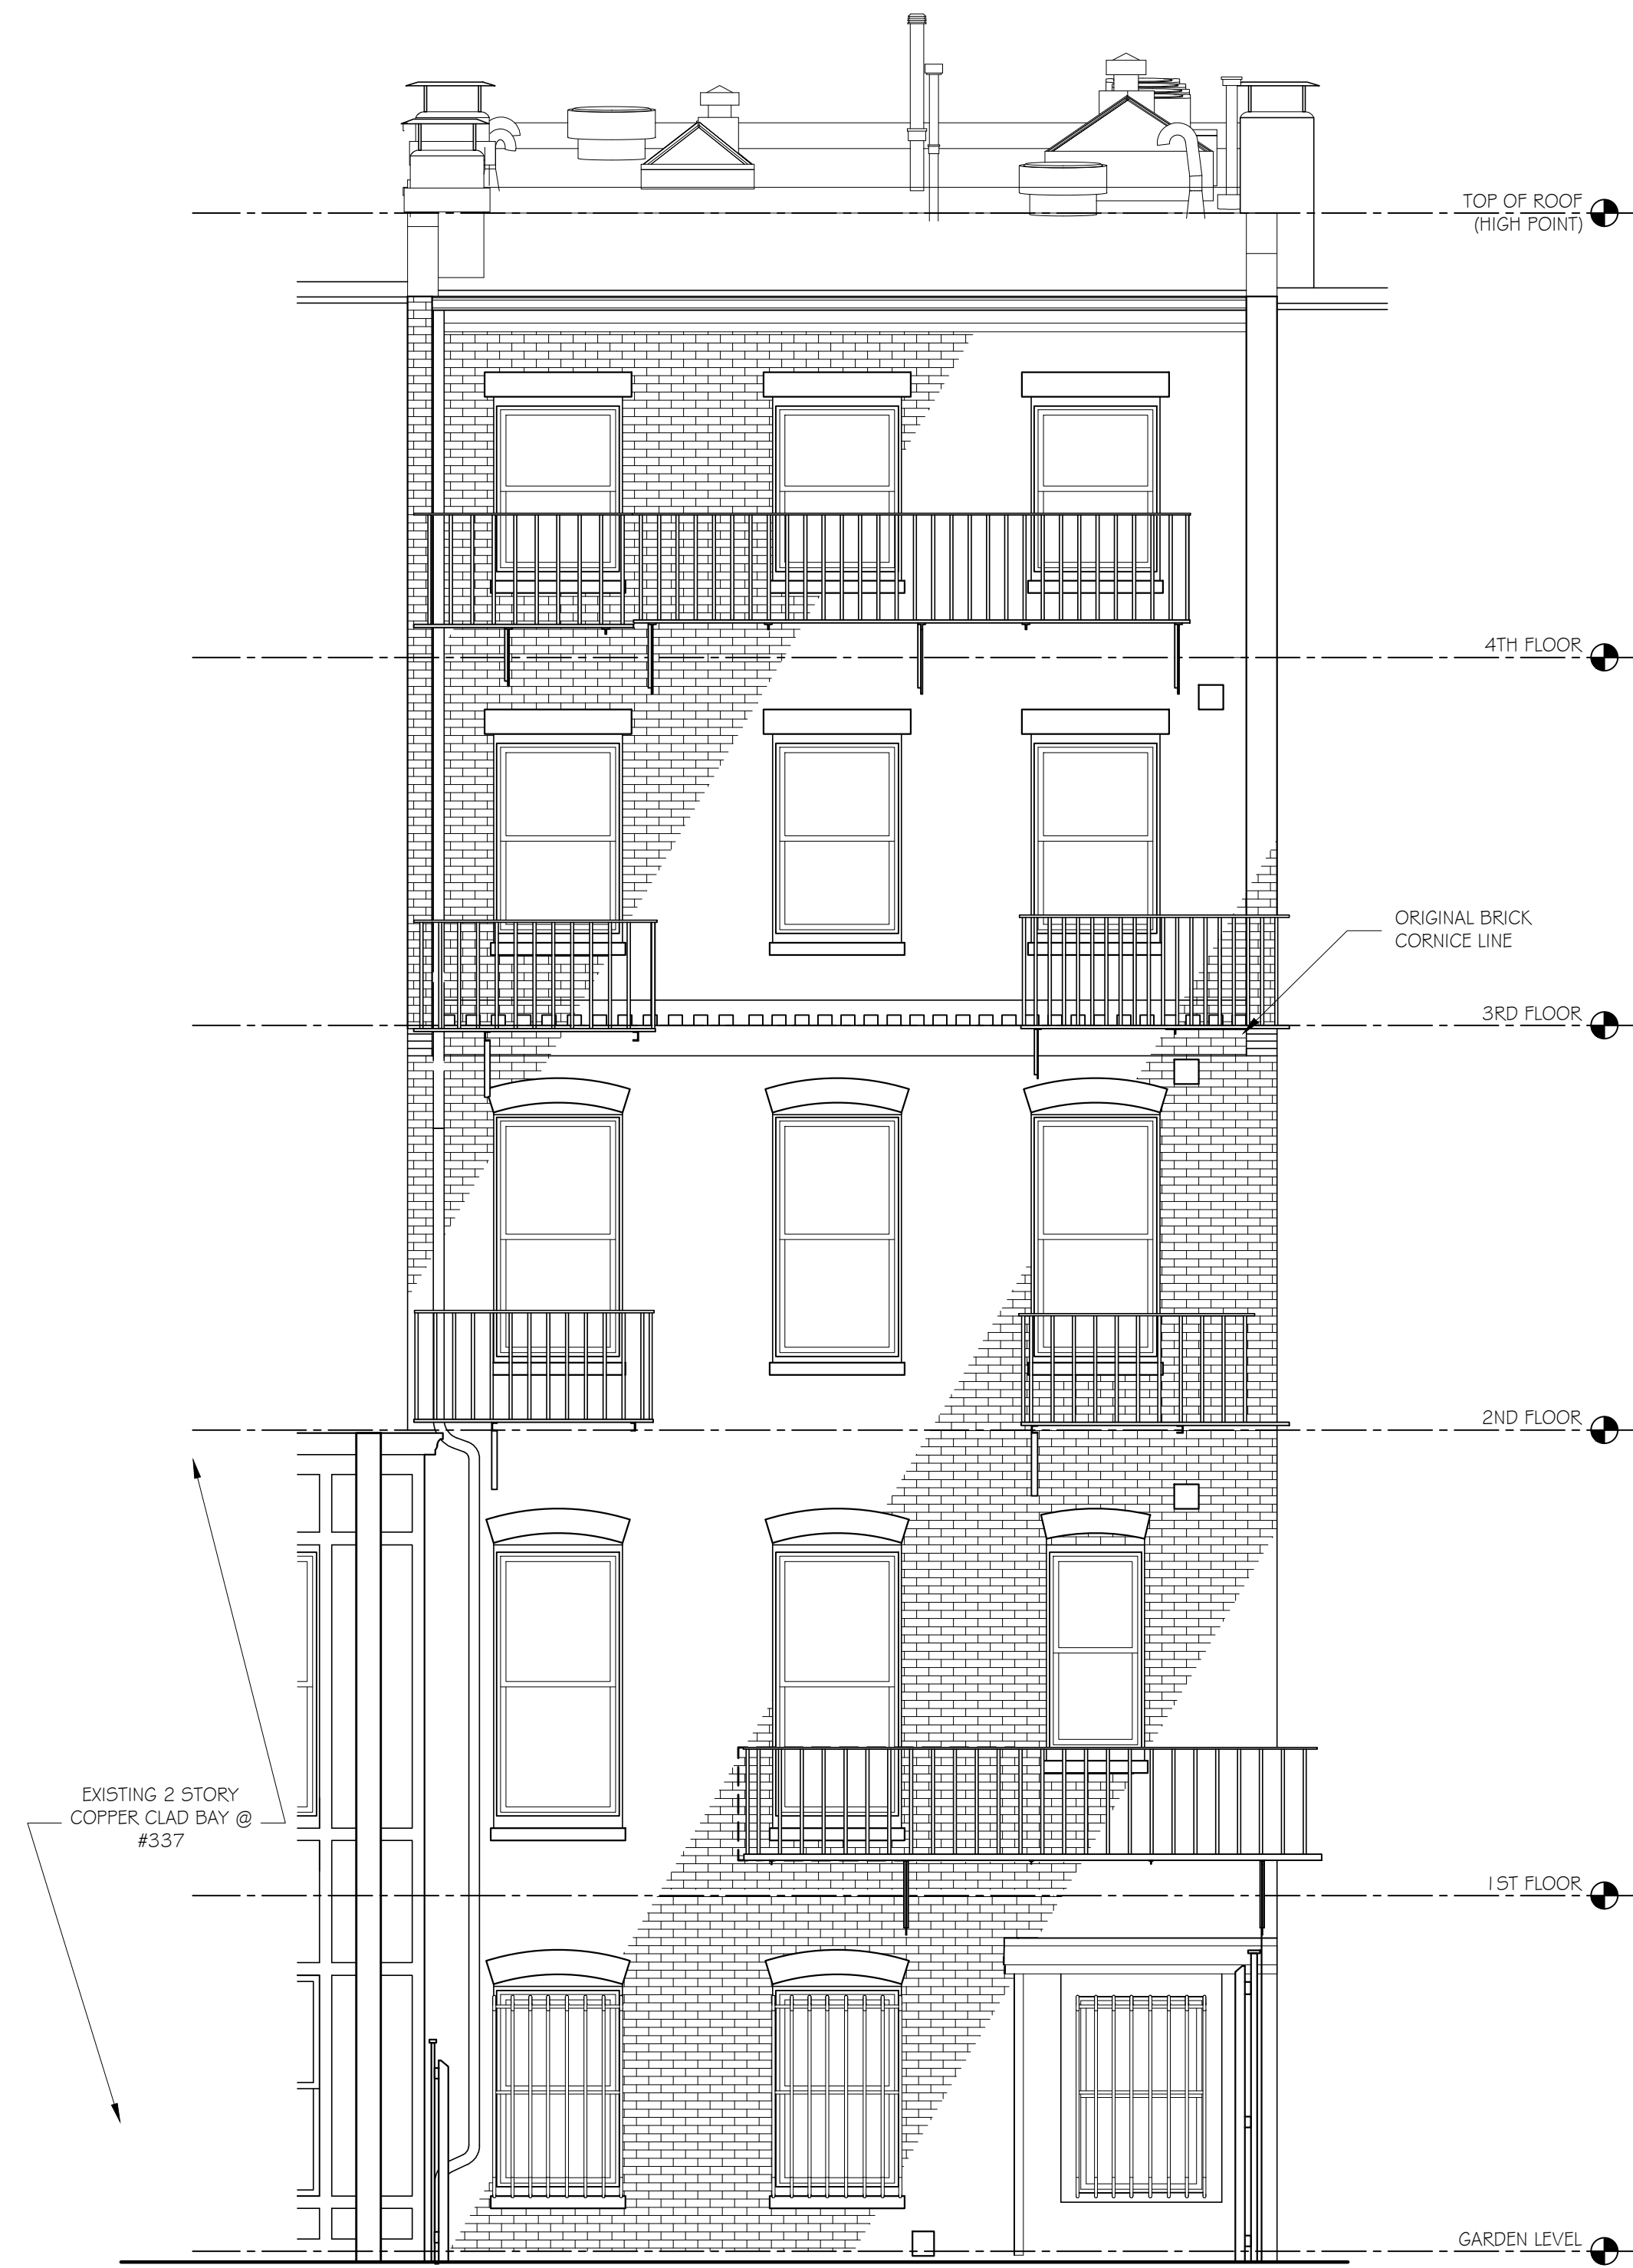 TOP OF ROOF
(HIGH POINT)
4TH FLOOR
ORIGINAL BRICK
CORNICE LINE
3RD FLOOR
2ND FLOOR
EXISTING 2 STORY
COPPER CLAD BAY @
#337
1ST FLOOR
GARDEN LEVEL